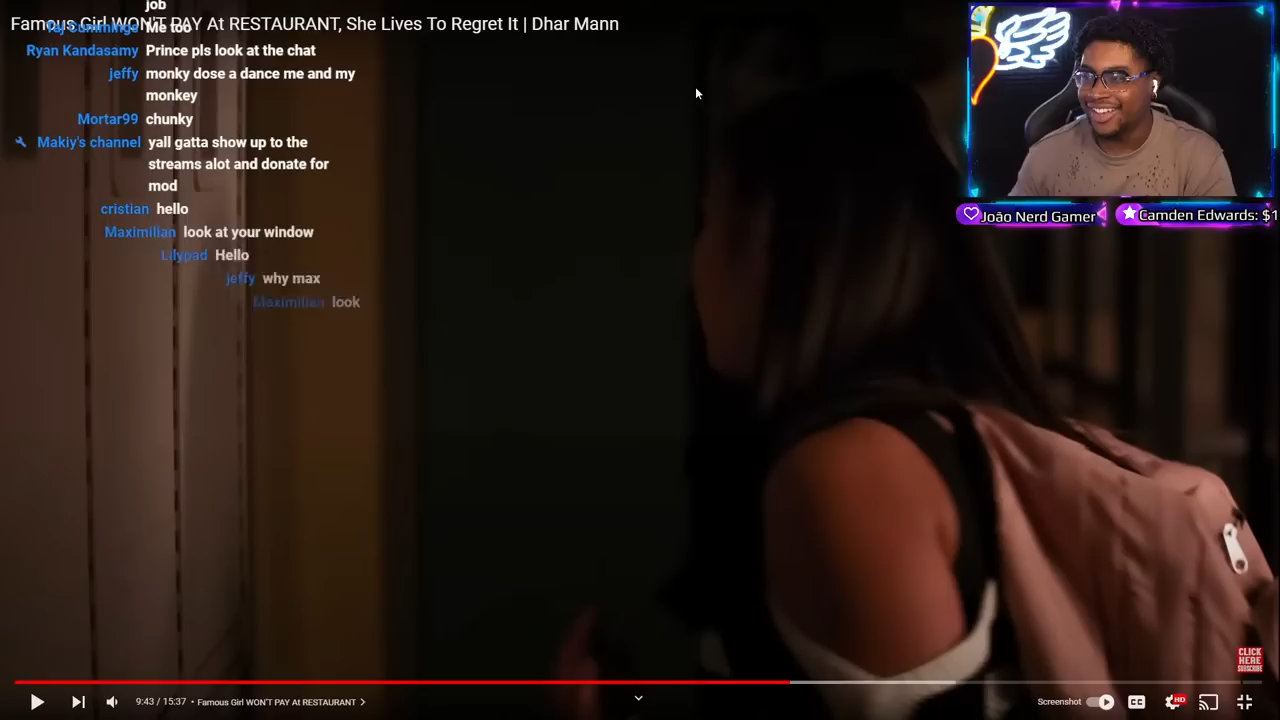 job
Famous Girl WON'T PAY At RESTAURANT, She Lives To Regret It | Dhar Mann
Taj Cummings Me too
Ryan Kandasamy Prince pls look at the chat
jeffy monky dose a dance me and my
monkey
Mortar99 chunky
Makiy's channel yall gatta show up to the
streams alot and donate for
mod
cristian hello
Maximilian look at your window
Lilypad Hello
jeffy why max
Maximilian look
João Nerd Gamer
Camden Edwards: $1
CLICK
HERE
SUBSCRIBE
9:43 / 15:37 • Famous Girl WON'T PAY At RESTAURANT
Screenshot
CC
HD